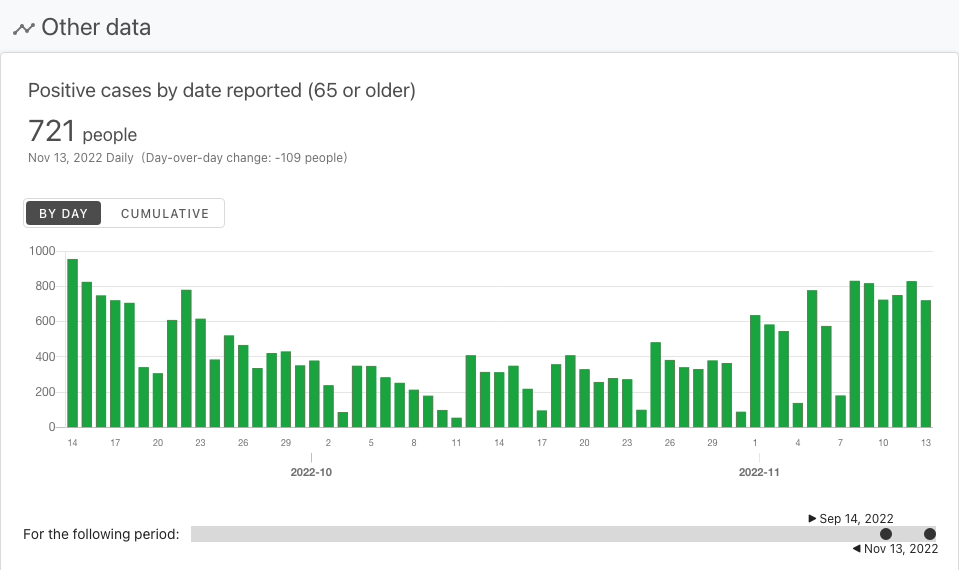 Other data
Positive cases by date reported (65 or older)
721 people
Nov 13, 2022 Daily (Day-over-day change: -109 people)
BY DAY CUMULATIVE
1000
800
600
400
200
0
14 17 20 23 26 29 2 5 8 11 14 17 20 23 26 29 1 4 7 10 13
2022-10 2022-11
Sep 14, 2022
For the following period:
Nov 13, 2022